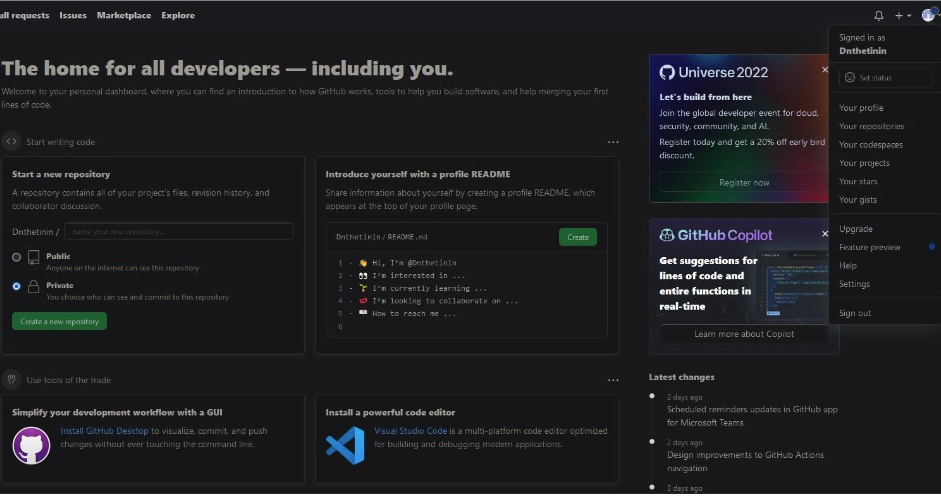 ull requests Issues Marketplace Explore
The home for all developers — including you.
Welcome to your personal dashboard, where you can find an introduction to how GitHub works, tools to help you build software, and help merging your first
lines of code.
Start writing code
Start a new repository
A repository contains all of your project's files, revision history, and
collaborator discussion.
Dnthetinin / name your new repository...
Public
Anyone on the internet can see this repository
Private
You choose who can see and commit to this repository
Create a new repository
Introduce yourself with a profile README
Share information about yourself by creating a profile README, which
appears at the top of your profile page.
Dnthetinin / README.md Create
1 - 👋 Hi, I'm @Dnthetinin
2 - 👀 I'm interested in ...
3 - 🌱 I'm currently learning ...
4 - 💞️ I'm looking to collaborate on ...
5 - 📫 How to reach me ...
6
Use tools of the trade
Simplify your development workflow with a GUI
Install GitHub Desktop to visualize, commit, and push
changes without ever touching the command line.
Install a powerful code editor
Visual Studio Code is a multi-platform code editor optimized
for building and debugging modern applications.
Universe 2022
Let's build from here
Join the global developer event for cloud,
security, community, and AI.
Register today and get a 20% off early bird
discount.
Register now
GitHub Copilot
Get suggestions for
lines of code and
entire functions in
real-time
Learn more about Copilot
Latest changes
2 days ago
Scheduled reminders updates in GitHub app
for Microsoft Teams
2 days ago
Design improvements to GitHub Actions
navigation
3 days ago
Signed in as
Dnthetinin
Set status
Your profile
Your repositories
Your codespaces
Your projects
Your stars
Your gists
Upgrade
Feature preview
Help
Settings
Sign out